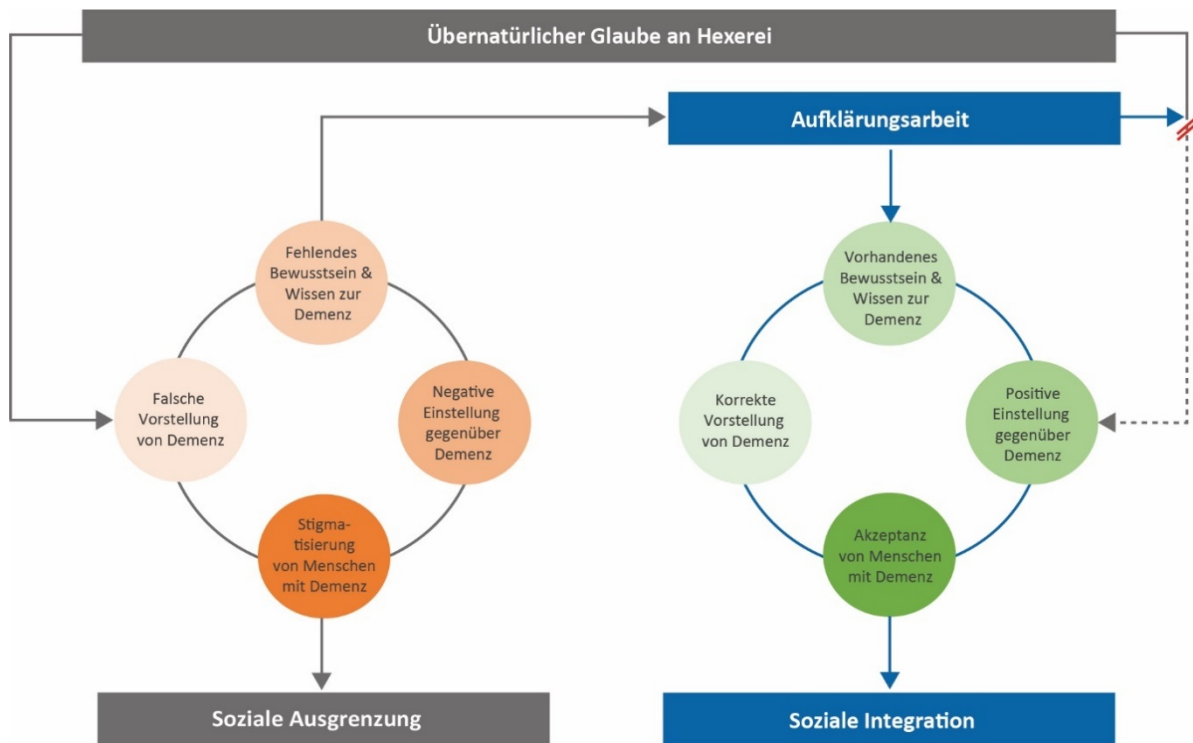 Übernatürlicher Glaube an Hexerei
Aufklärungsarbeit
Fehlendes
Bewusstsein &
Wissen zur
Demenz
Vorhandenes
Bewusstsein &
Wissen zur
Demenz
Falsche
Vorstellung
von Demenz
Negative
Einstellung
gegenüber
Demenz
Korrekte
Vorstellung
von Demenz
Positive
Einstellung
gegenüber
Demenz
Stigma-
tisierung
von Menschen
mit Demenz
Akzeptanz
von Menschen
mit Demenz
Soziale Ausgrenzung
Soziale Integration